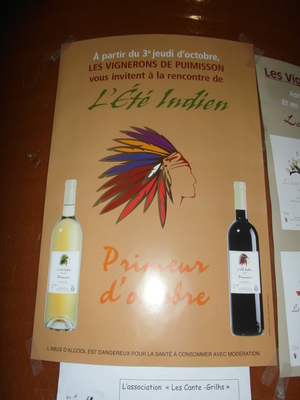 À partir du 3e jeudi d'octobre,
LES VIGNERONS DE PUIMISSON
vous invitent à la rencontre de
L'Été Indien
Primeur
d'octobre
L'ABUS D'ALCOOL EST DANGEREUX POUR LA SANTÉ À CONSOMMER AVEC MODÉRATION.
L'association « Les Cante -Grilhs »
Les